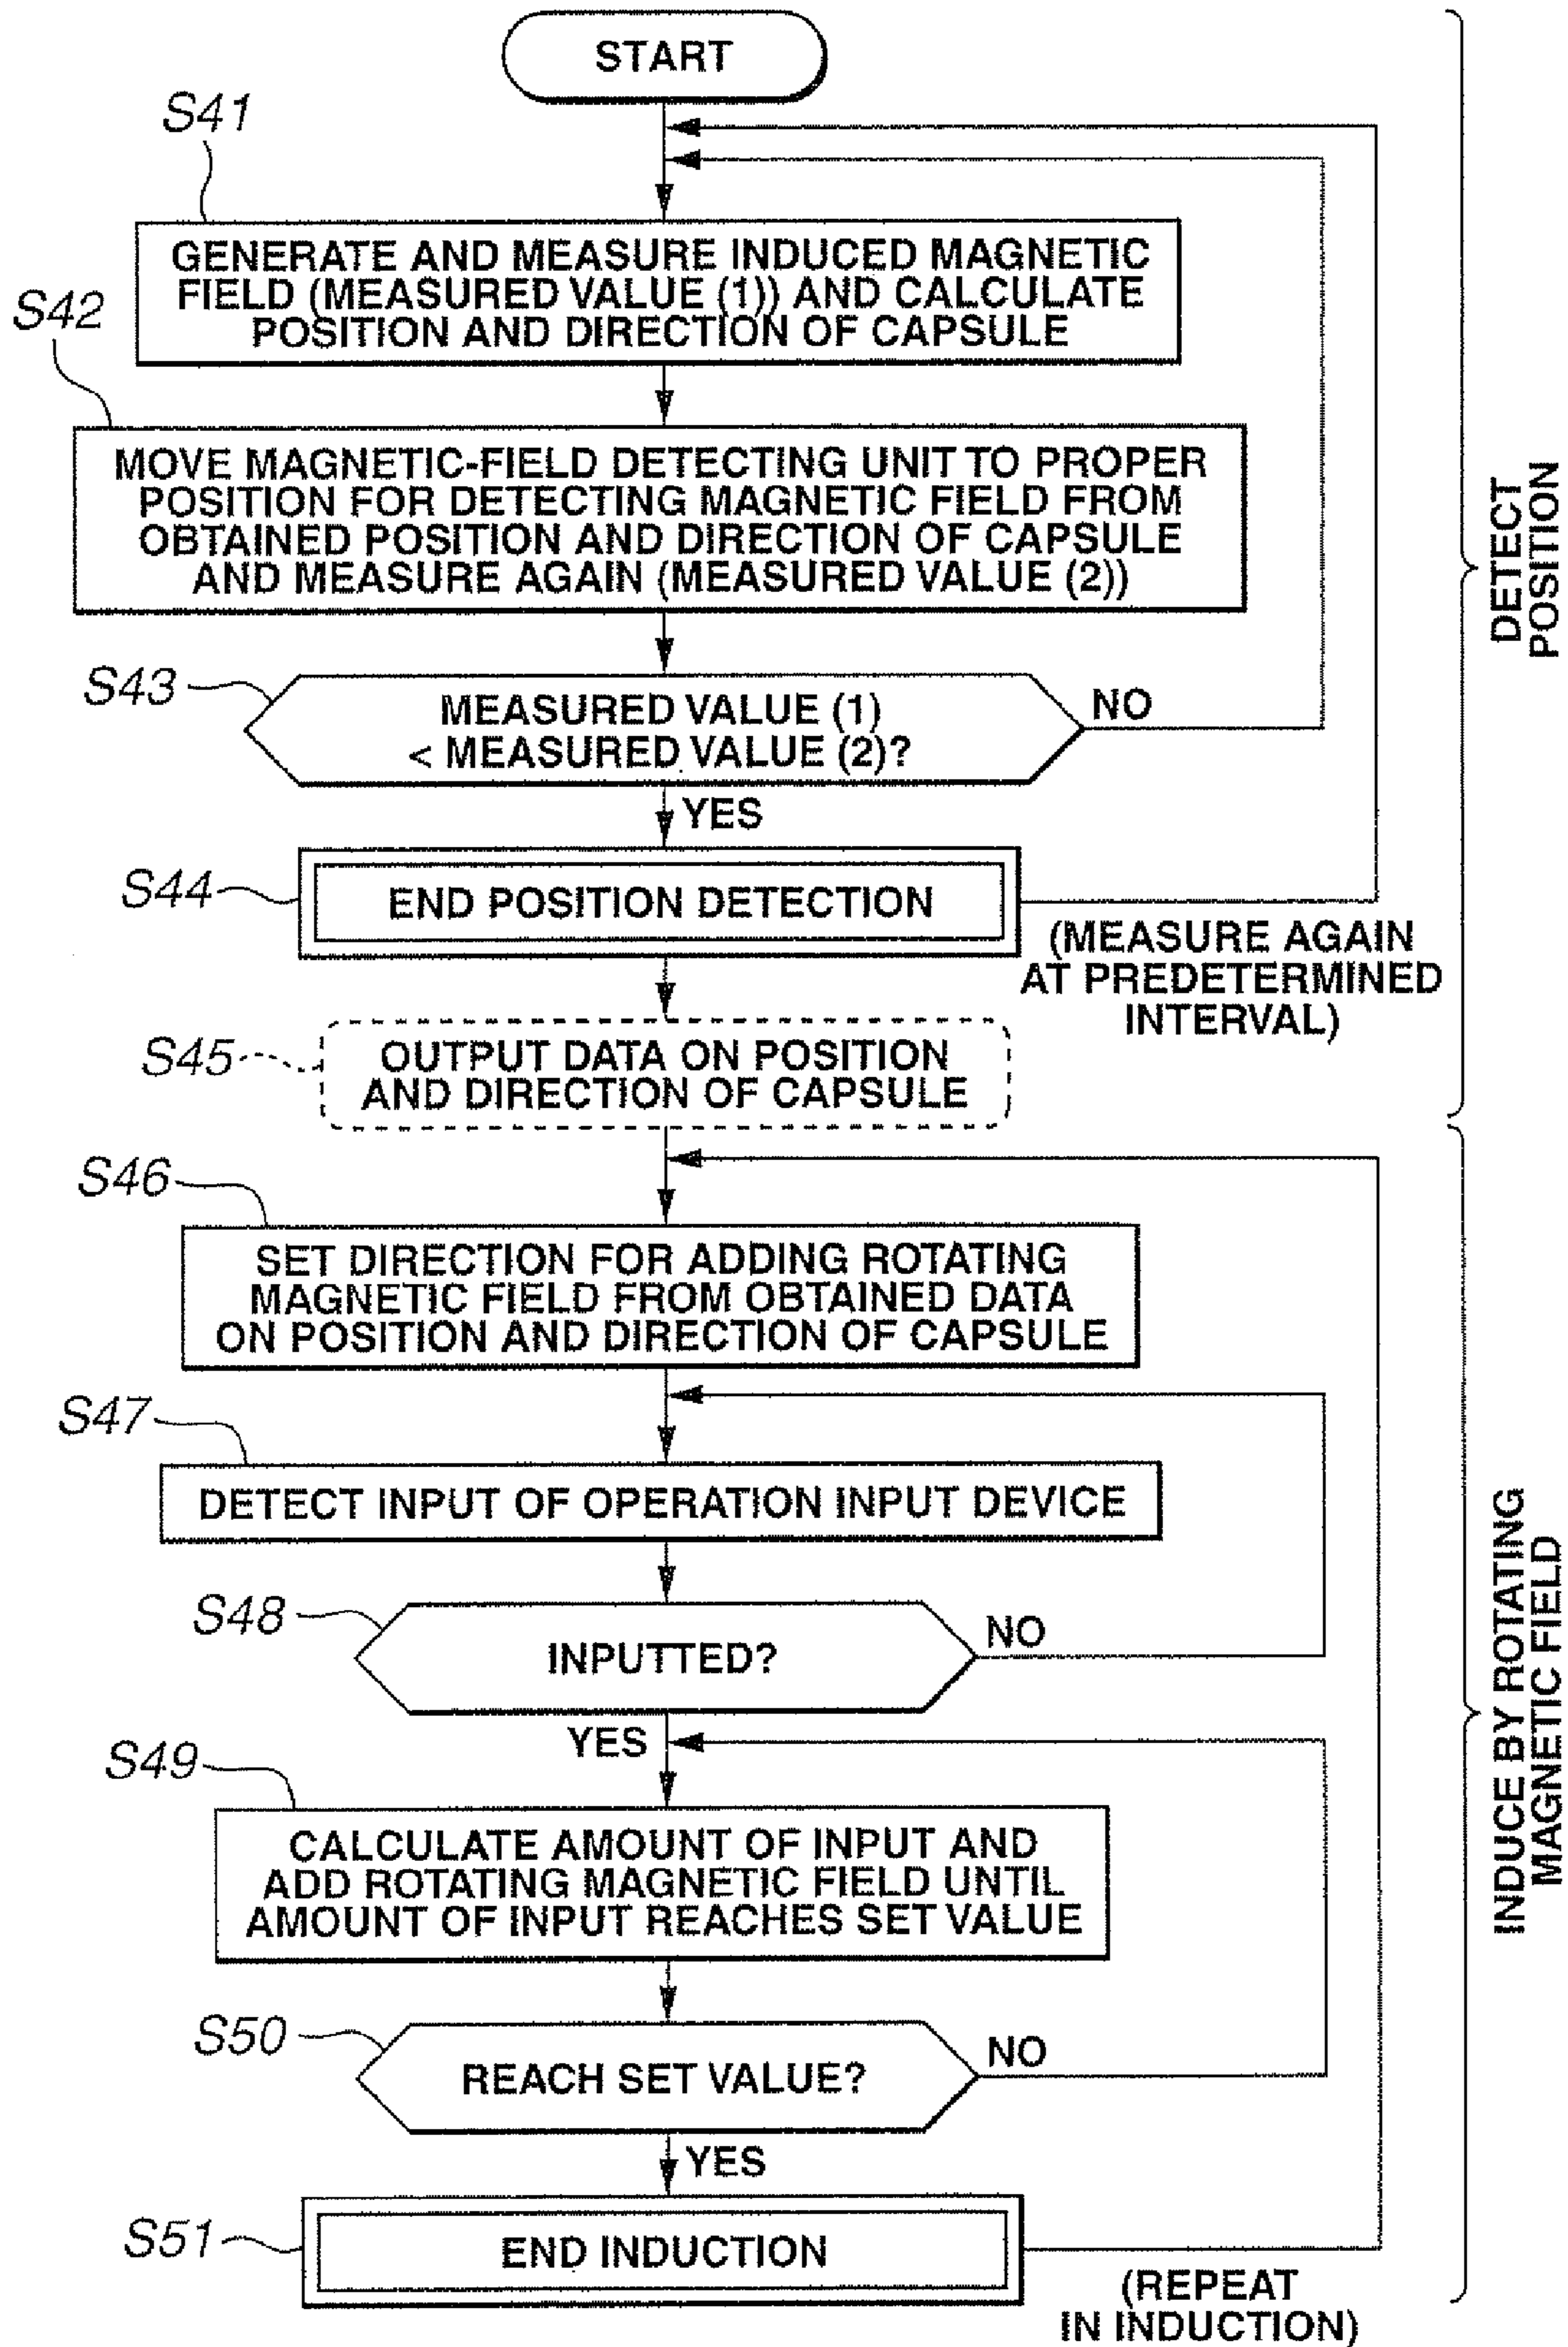 START
S41
GENERATE AND MEASURE INDUCED MAGNETIC
FIELD (MEASURED VALUE (1)) AND CALCULATE
POSITION AND DIRECTION OF CAPSULE
S42
MOVE MAGNETIC-FIELD DETECTING UNIT TO PROPER
POSITION FOR DETECTING MAGNETIC FIELD FROM
OBTAINED POSITION AND DIRECTION OF CAPSULE
AND MEASURE AGAIN (MEASURED VALUE (2))
S43
MEASURED VALUE (1)
< MEASURED VALUE (2)?
NO
YES
S44
END POSITION DETECTION
(MEASURE AGAIN
AT PREDETERMINED
INTERVAL)
S45
OUTPUT DATA ON POSITION
AND DIRECTION OF CAPSULE
DETECT
POSITION
S46
SET DIRECTION FOR ADDING ROTATING
MAGNETIC FIELD FROM OBTAINED DATA
ON POSITION AND DIRECTION OF CAPSULE
S47
DETECT INPUT OF OPERATION INPUT DEVICE
S48
INPUTTED?
NO
YES
S49
CALCULATE AMOUNT OF INPUT AND
ADD ROTATING MAGNETIC FIELD UNTIL
AMOUNT OF INPUT REACHES SET VALUE
S50
REACH SET VALUE?
NO
YES
S51
END INDUCTION
(REPEAT
IN INDUCTION)
INDUCE BY ROTATING
MAGNETIC FIELD